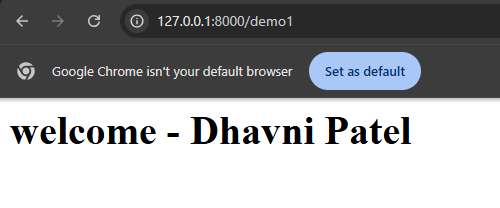 127.0.0.1:8000/demo1
Google Chrome isn't your default browser Set as default
welcome - Dhavni Patel